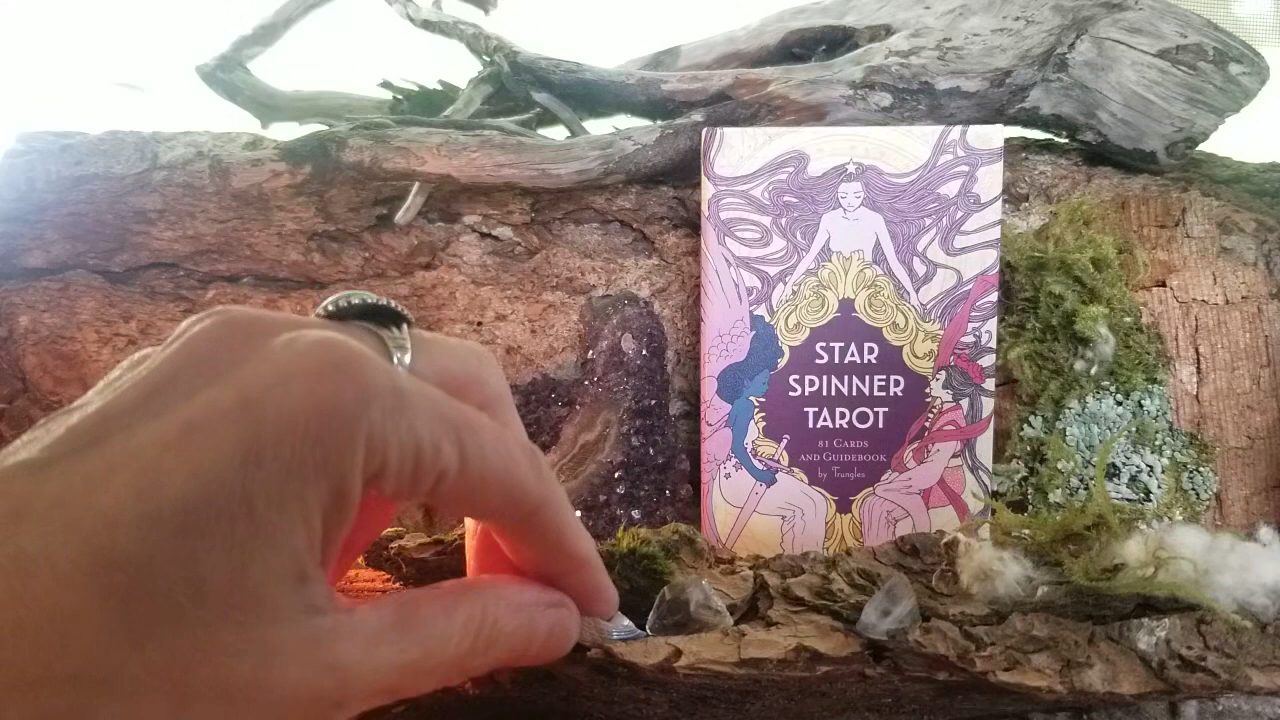 STAR
SPINNER
TAROT
81 CARDS
AND GUIDEBOOK
by Trungles